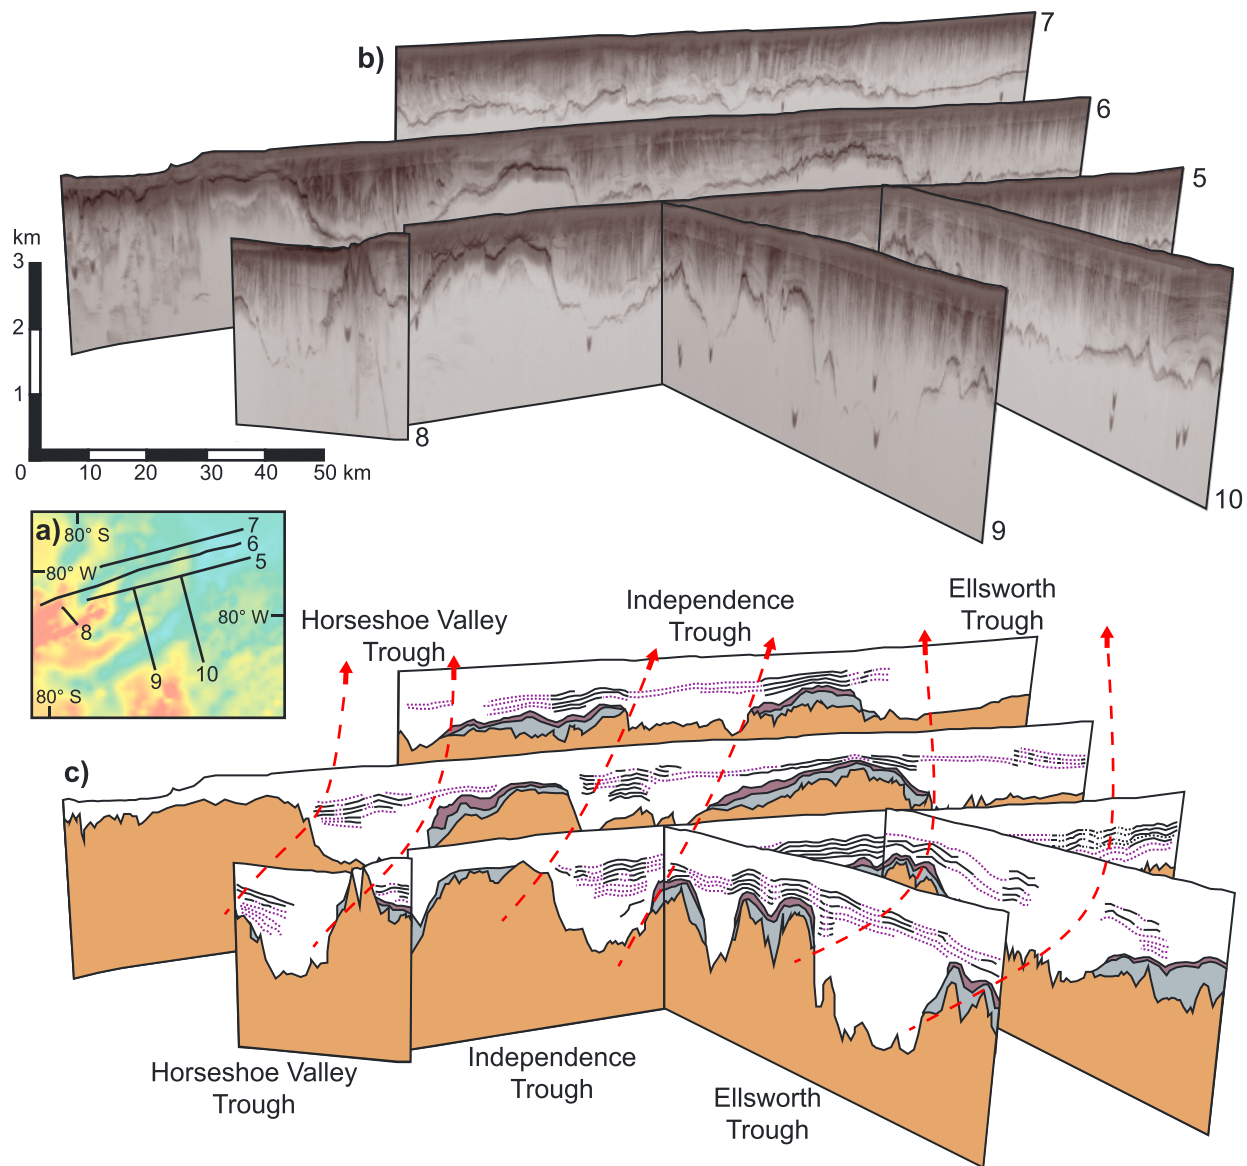 b)
7
6
5
km
3
2
1
0
10
20
30
40
50 km
8
9
10
a)
80° S
7
6
5
80° W
80° W
8
9
10
80° S
Horseshoe Valley
Trough
Independence
Trough
Ellsworth
Trough
c)
Horseshoe Valley
Trough
Independence
Trough
Ellsworth
Trough